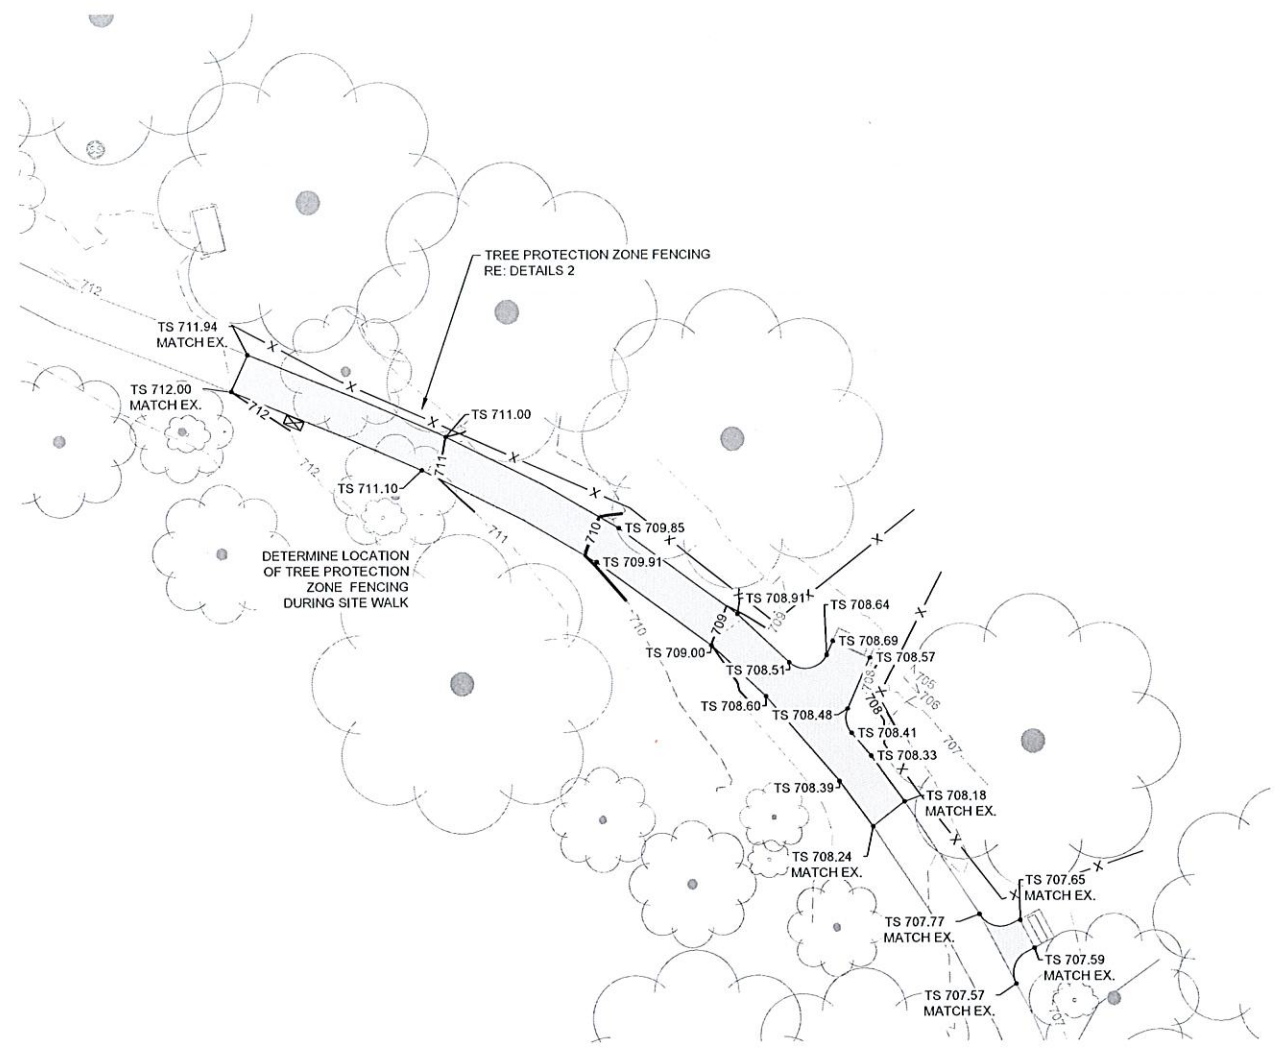 712
TREE PROTECTION ZONE FENCING
RE: DETAILS 2
TS 711.94
MATCH EX.
X
X
TS 712.00
MATCH EX.
712
X
TS 711.00
X
711
712
TS 711.10
X
710
TS 709.85
711
X
X
DETERMINE LOCATION
OF TREE PROTECTION
ZONE FENCING
DURING SITE WALK
TS 709.91
X
TS 708.91
X
TS 708.64
X
709
709
710
TS 708.69
TS 709.00
TS 708.51
TS 708.57
708
705
706
X
708
TS 708.60
TS 708.48
TS 708.41
707
TS 708.33
X
TS 708.39
TS 708.18
MATCH EX.
X
TS 708.24
MATCH EX.
X
TS 707.65
MATCH EX.
X
TS 707.77
MATCH EX.
TS 707.59
MATCH EX.
TS 707.57
MATCH EX.
707